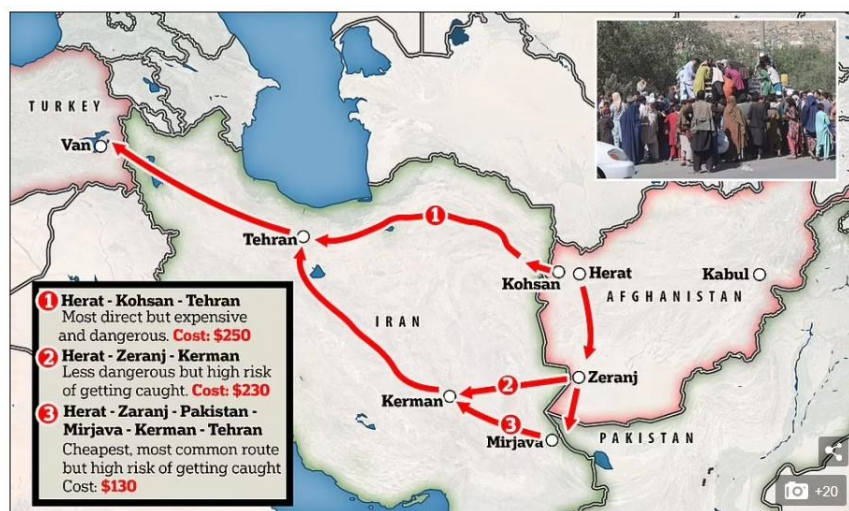 TURKEY
Van
Tehran
1
Kohsan
Herat
Kabul
AFGHANISTAN
IRAN
Zeranj
2
Kerman
3
Mirjava
PAKISTAN
1 Herat - Kohsan - Tehran
Most direct but expensive
and dangerous. Cost: $250
2 Herat - Zeranj - Kerman
Less dangerous but high risk
of getting caught. Cost: $230
3 Herat - Zaranj - Pakistan -
Mirjava - Kerman - Tehran
Cheapest, most common route
but high risk of getting caught
Cost: $130
+20